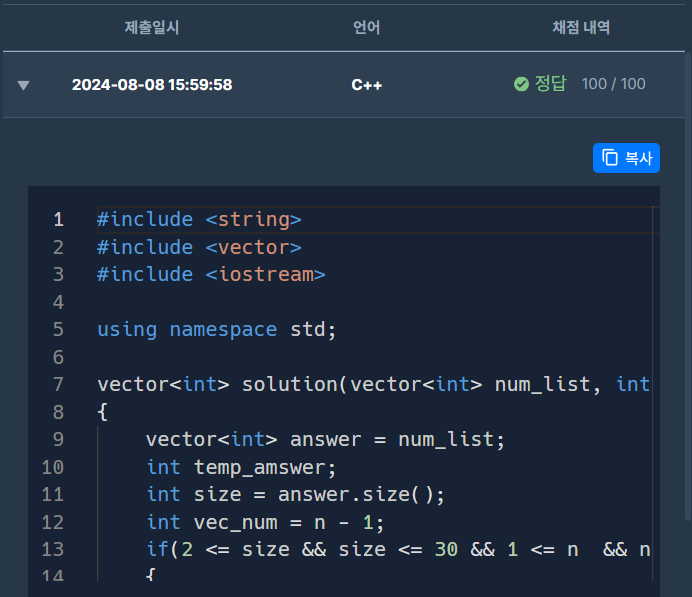 제출일시 언어 채점 내역
▼ 2024-08-08 15:59:58 C++ 정답 100 / 100
복사
1 #include <string>
2 #include <vector>
3 #include <iostream>
4
5 using namespace std;
6
7 vector<int> solution(vector<int> num_list, int
8 {
9 vector<int> answer = num_list;
10 int temp_amswer;
11 int size = answer.size();
12 int vec_num = n - 1;
13 if(2 <= size && size <= 30 && 1 <= n  && n
14 {